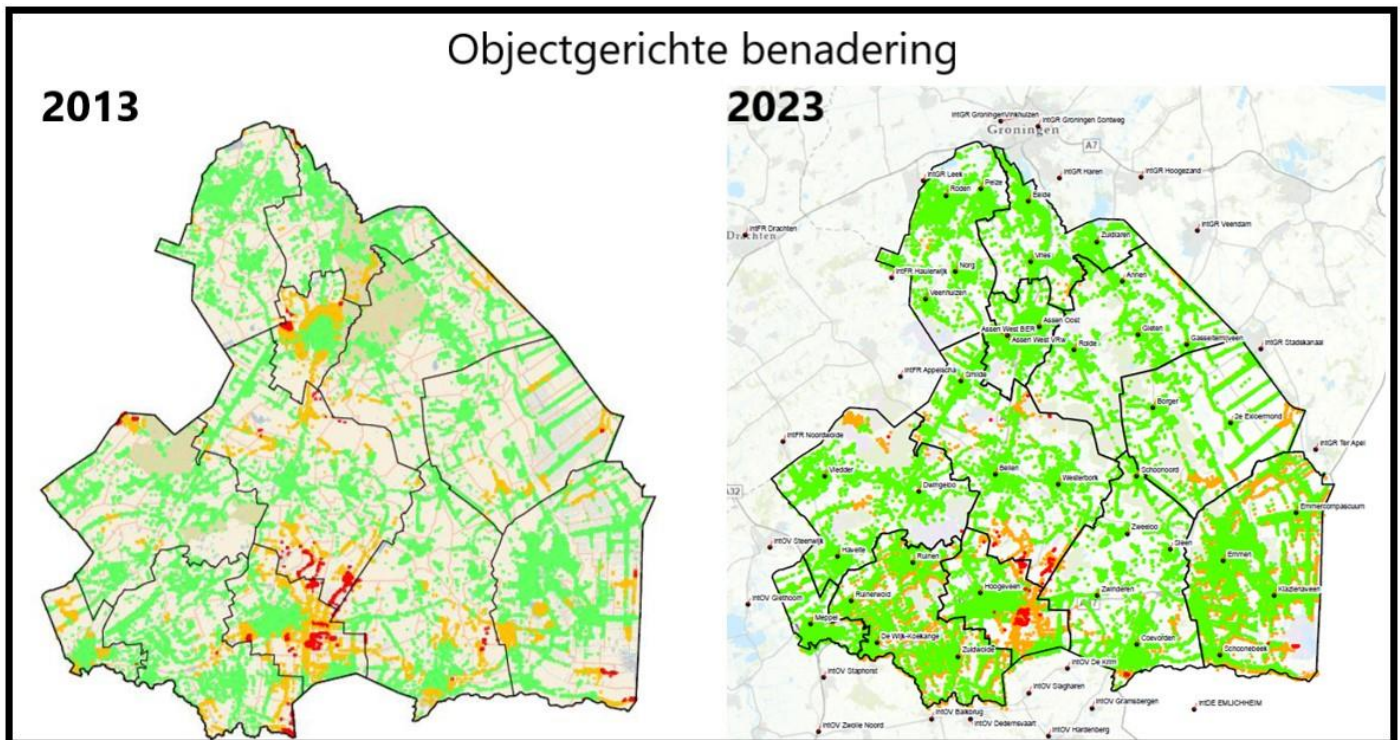 Objectgerichte benadering
2013
2023
IntGR GroningenVinkhuizen
IntGR Groningen Sontweg
Groningen
A7
IntGR Leek
IntGR Haren
IntGR Hoogezand
Roden
Peize
Eelde
IntFR Drachten
Drachten
IntGR Veendam
Zuidlaren
Vries
Norg
IntFR Haulerwijk
Annen
Veenhuizen
Assen Oost
Assen West BER
Assen West VRW
Gieten
Gasselternijveen
Rolde
IntGR Stadskanaal
IntFR Appelscha
Smilde
Borger
2e Exloermond
IntFR Noordwolde
IntGR Ter Apel
Vledder
Beilen
Schoonoord
Dwingeloo
Westerbork
A32
Emmercompascuum
Zweeloo
Sleen
IntOV Steenwijk
Havelte
Ruinen
Emmen
Hoogeveen
Klazienaveen
IntOV Giethoorn
Ruinerwold
Zwinderen
A7
Meppel
De Wijk-Koekange
Coevorden
Zuidwolde
Schoonebeek
IntOV De Krim
IntOV Staphorst
IntOV Slagharen
IntOV Gramsbergen
IntDE EMLICHHEIM
IntOV Balkbrug
IntOV Dedemsvaart
IntOV Zwolle Noord
IntOV Hardenberg